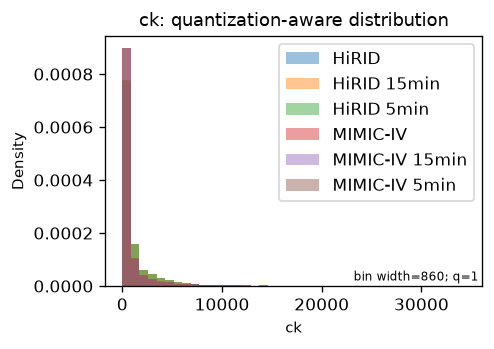 ck: quantization-aware distribution
HiRID
HiRID 15min
HiRID 5min
MIMIC-IV
MIMIC-IV 15min
MIMIC-IV 5min
Density
0.0008
0.0006
0.0004
0.0002
0.0000
bin width=860; q=1
0 10000 20000 30000
ck